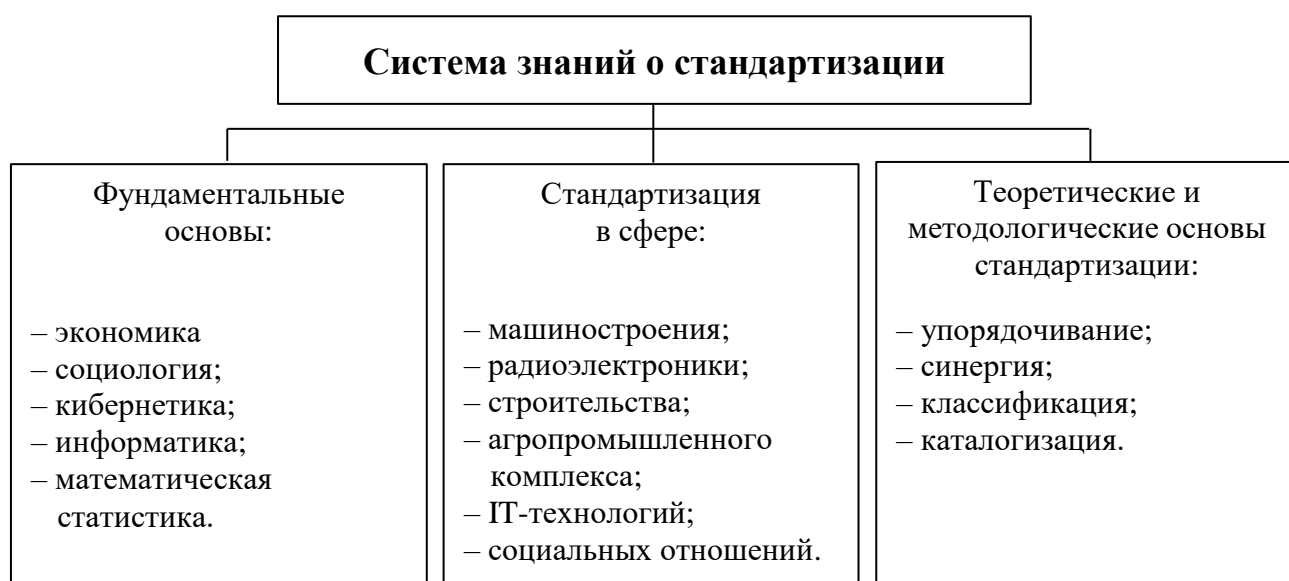 Система знаний о стандартизации
Фундаментальные
основы:
– экономика
– социология;
– кибернетика;
– информатика;
– математическая
статистика.
Стандартизация
в сфере:
– машиностроения;
– радиоэлектроники;
– строительства;
– агропромышленного
комплекса;
– IT-технологий;
– социальных отношений.
Теоретические и
методологические основы
стандартизации:
– упорядочивание;
– синергия;
– классификация;
– каталогизация.